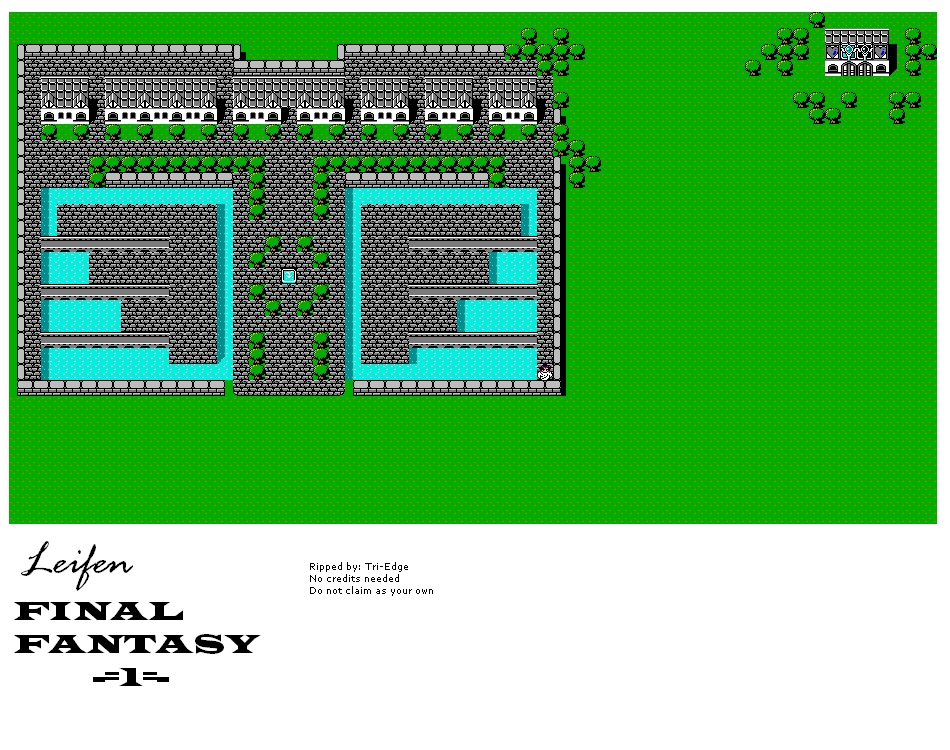 Leifen
FINAL
FANTASY
-=1=-
Ripped by: Tri-Edge
No credits needed
Do not claim as your own